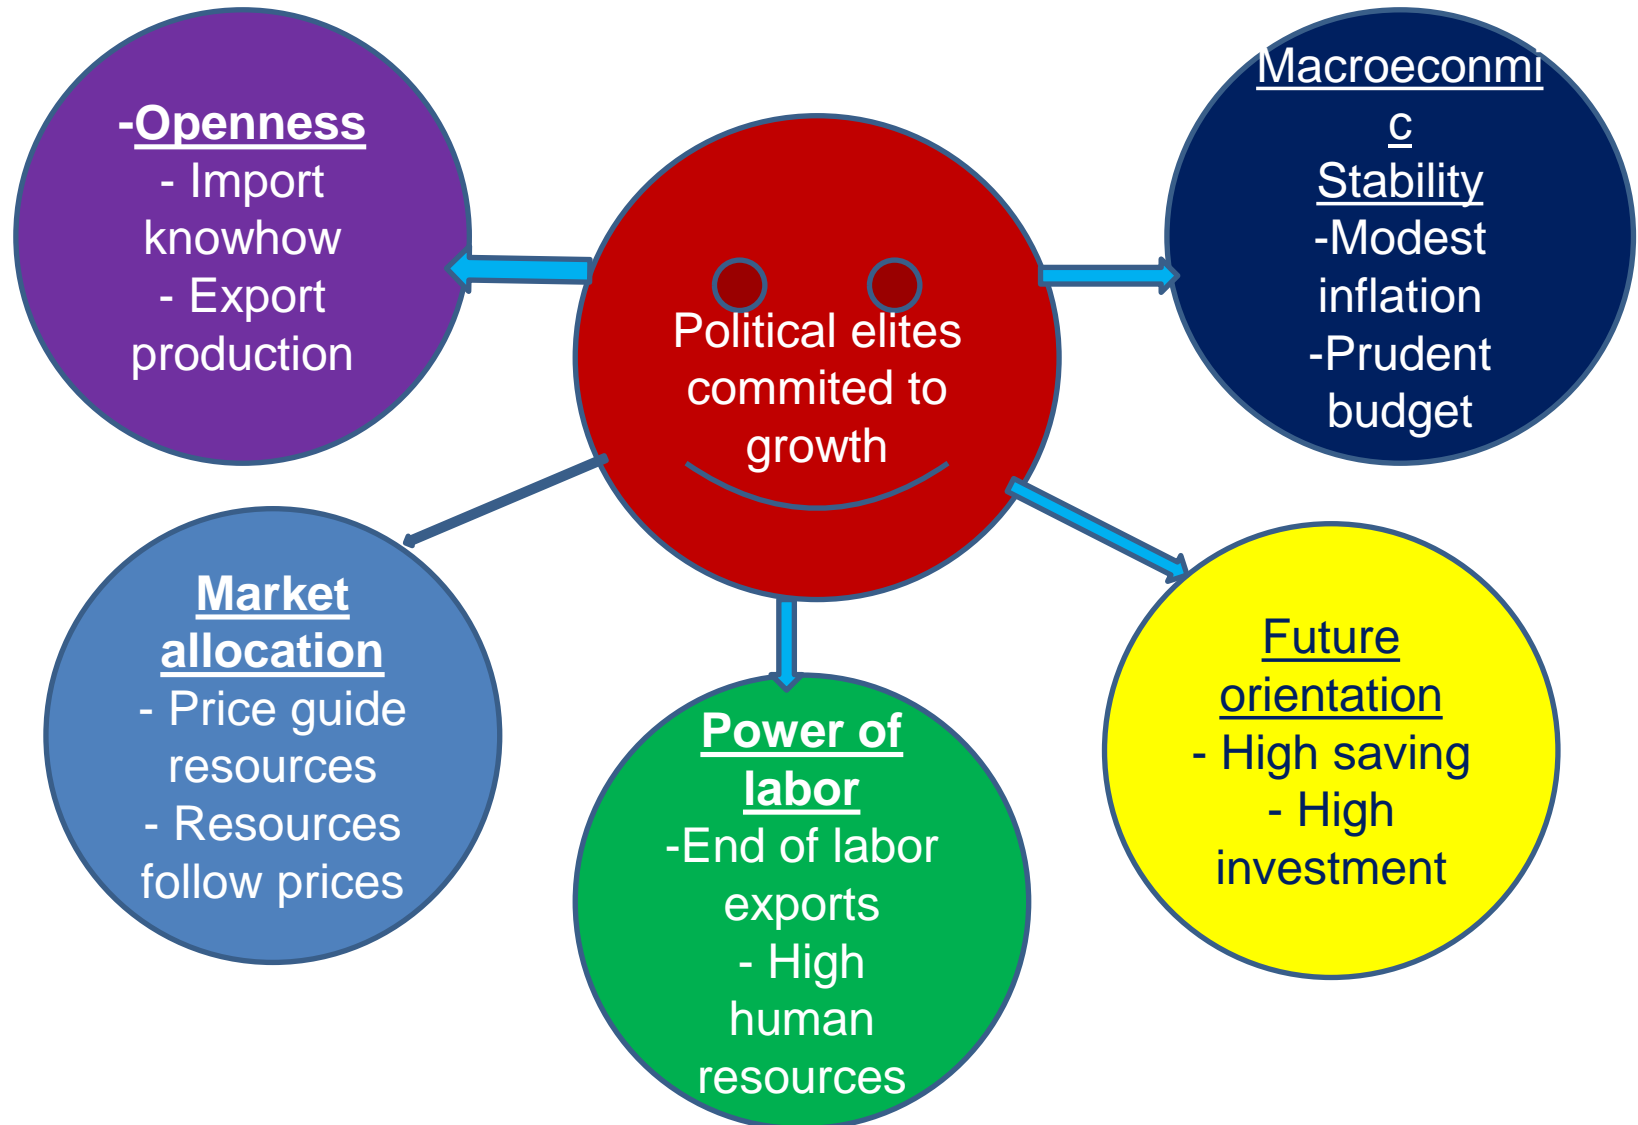 -Openness
- Import
knowhow
- Export
production
Macroeconmi
c
Stability
-Modest
inflation
-Prudent
budget
Political elites
commited to
growth
Market
allocation
- Price guide
resources
- Resources
follow prices
Power of
labor
-End of labor
exports
- High
human
resources
Future
orientation
- High saving
- High
investment